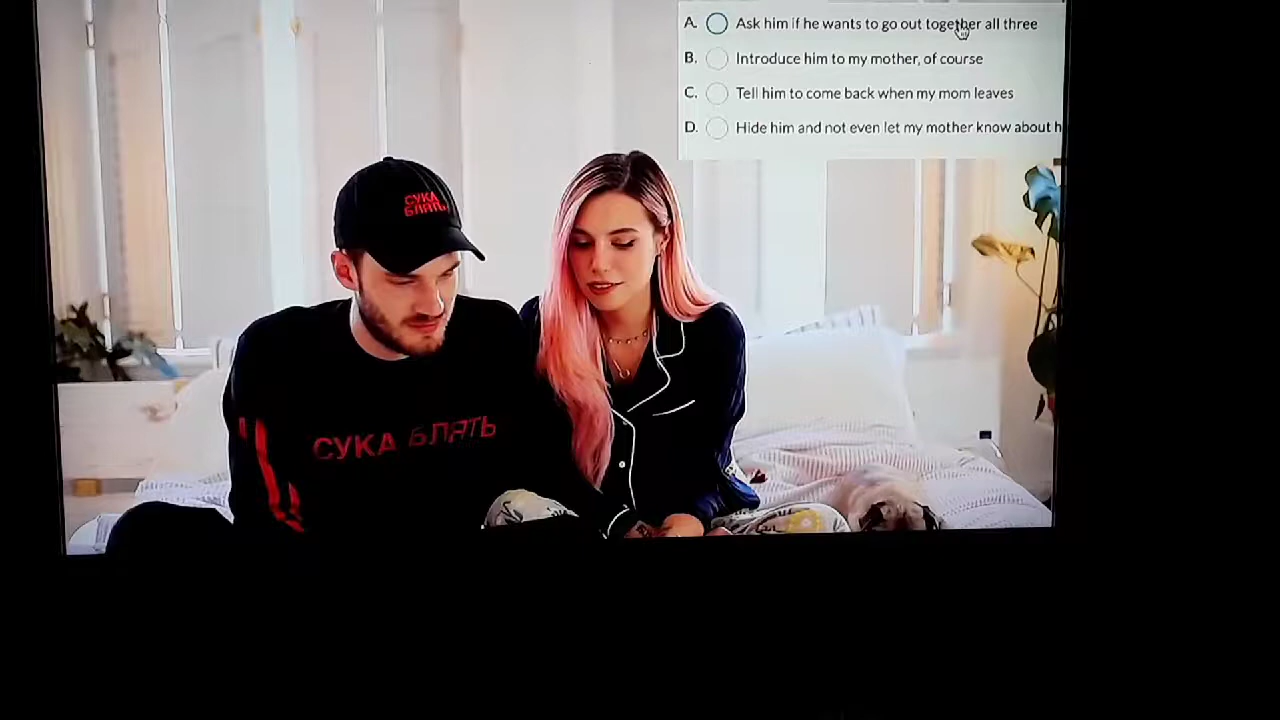 A. Ask him if he wants to go out together all three
B. Introduce him to my mother, of course
C. Tell him to come back when my mom leaves
D. Hide him and not even let my mother know about h
СУКА
БЛЯТЬ
СУКА БЛЯТЬ